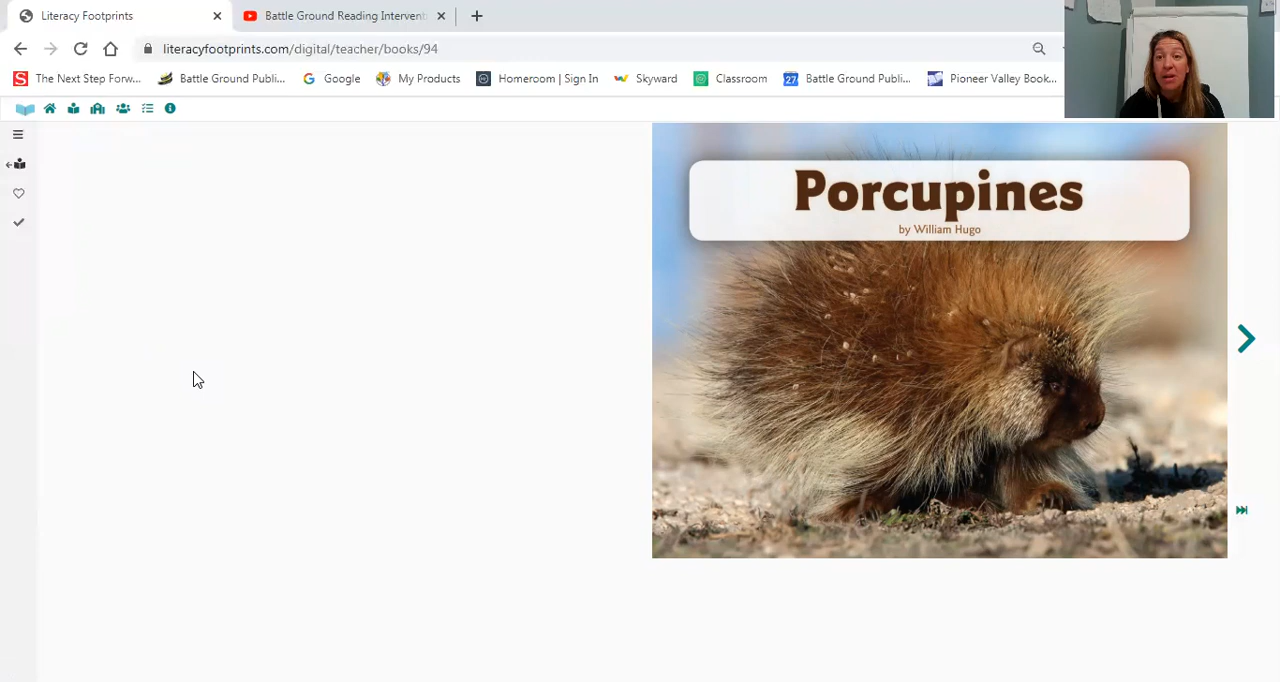 Literacy Footprints
Battle Ground Reading Intervent
literacyfootprints.com/digital/teacher/books/94
The Next Step Forw...
Battle Ground Publi...
Google
My Products
Homeroom | Sign In
Skyward
Classroom
27
Battle Ground Publi...
Pioneer Valley Book...
Porcupines
by William Hugo